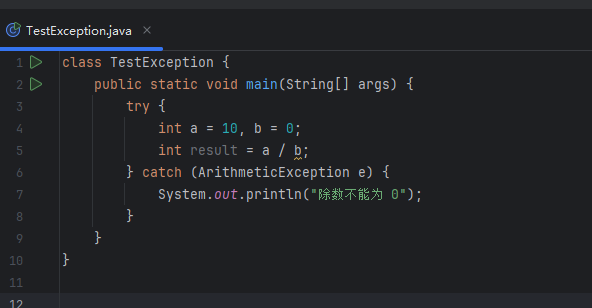 TestException.java
1 class TestException {
2 public static void main(String[] args) {
3 try {
4 int a = 10, b = 0;
5 int result = a / b;
6 } catch (ArithmeticException e) {
7 System.out.println("除数不能为 0");
8 }
9 }
10 }
11
12